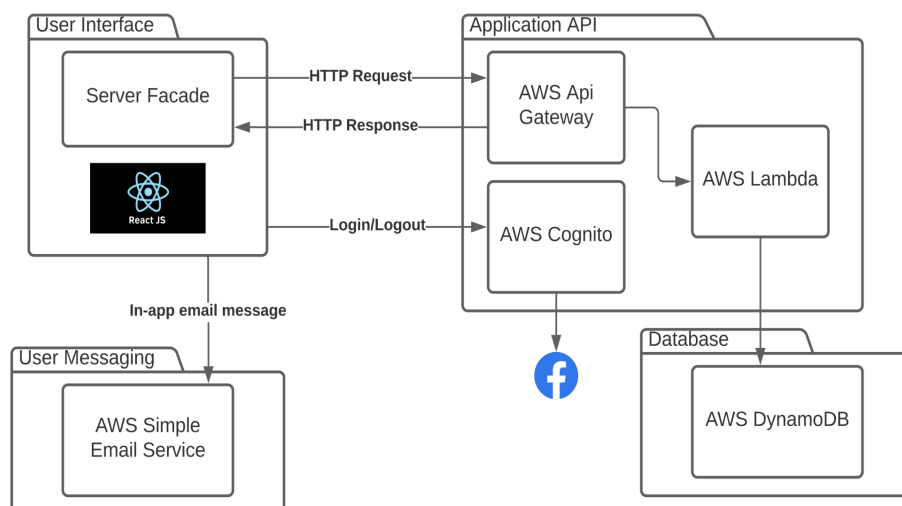 User Interface
Server Facade
React JS
HTTP Request
HTTP Response
Login/Logout
In-app email message
Application API
AWS Api
Gateway
AWS Lambda
AWS Cognito
User Messaging
AWS Simple
Email Service
Database
AWS DynamoDB